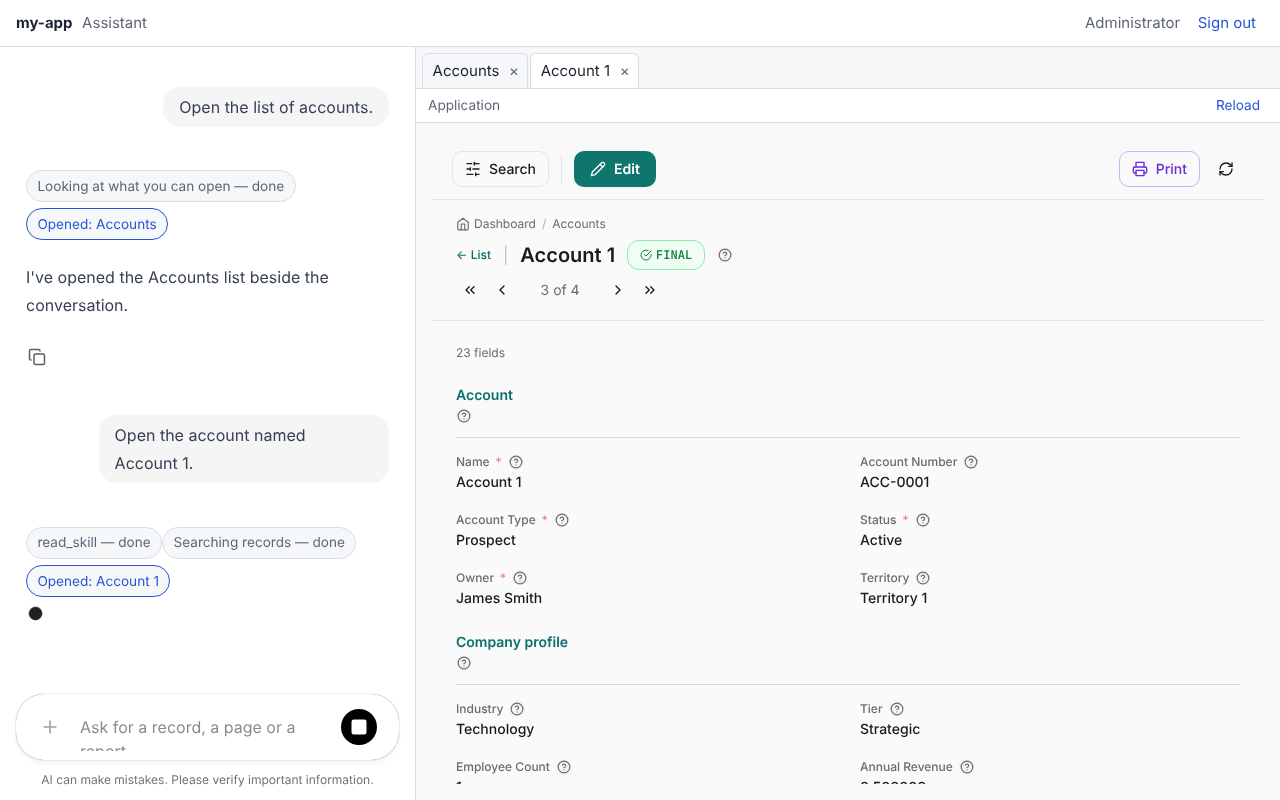 my-app Assistant
Administrator Sign out
Open the list of accounts.
Looking at what you can open — done
Opened: Accounts
I've opened the Accounts list beside the
conversation.
Open the account named
Account 1.
read_skill — done
Searching records — done
Opened: Account 1
Ask for a record, a page or a
report
AI can make mistakes. Please verify important information.
Accounts ×
Account 1 ×
Application
Reload
Search
Edit
Print
Dashboard / Accounts
← List
Account 1
FINAL
3 of 4
23 fields
Account
Name *
Account 1
Account Number
ACC-0001
Account Type *
Prospect
Status *
Active
Owner *
James Smith
Territory
Territory 1
Company profile
Industry
Technology
Tier
Strategic
Employee Count
Annual Revenue